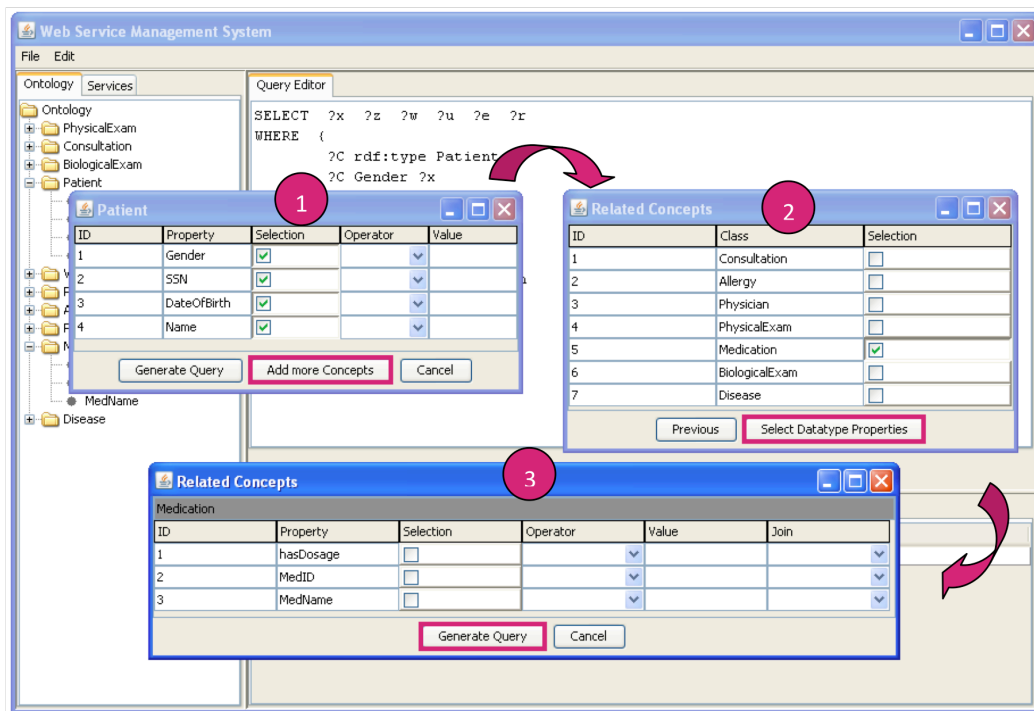 Web Service Management System
File Edit
Ontology Services
Query Editor
Ontology
PhysicalExam
Consultation
BiologicalExam
Patient
MedName
Disease
SELECT ?x ?z ?w ?u ?e ?r
WHERE {
?C rdf:type Patient
?C Gender ?x
1
Patient
ID Property Selection Operator Value
1 Gender
2 SSN
3 DateOfBirth
4 Name
Generate Query Add more Concepts Cancel
2
Related Concepts
ID Class Selection
1 Consultation
2 Allergy
3 Physician
4 PhysicalExam
5 Medication
6 BiologicalExam
7 Disease
Previous Select Datatype Properties
3
Related Concepts
Medication
ID Property Selection Operator Value Join
1 hasDosage
2 MedID
3 MedName
Generate Query Cancel